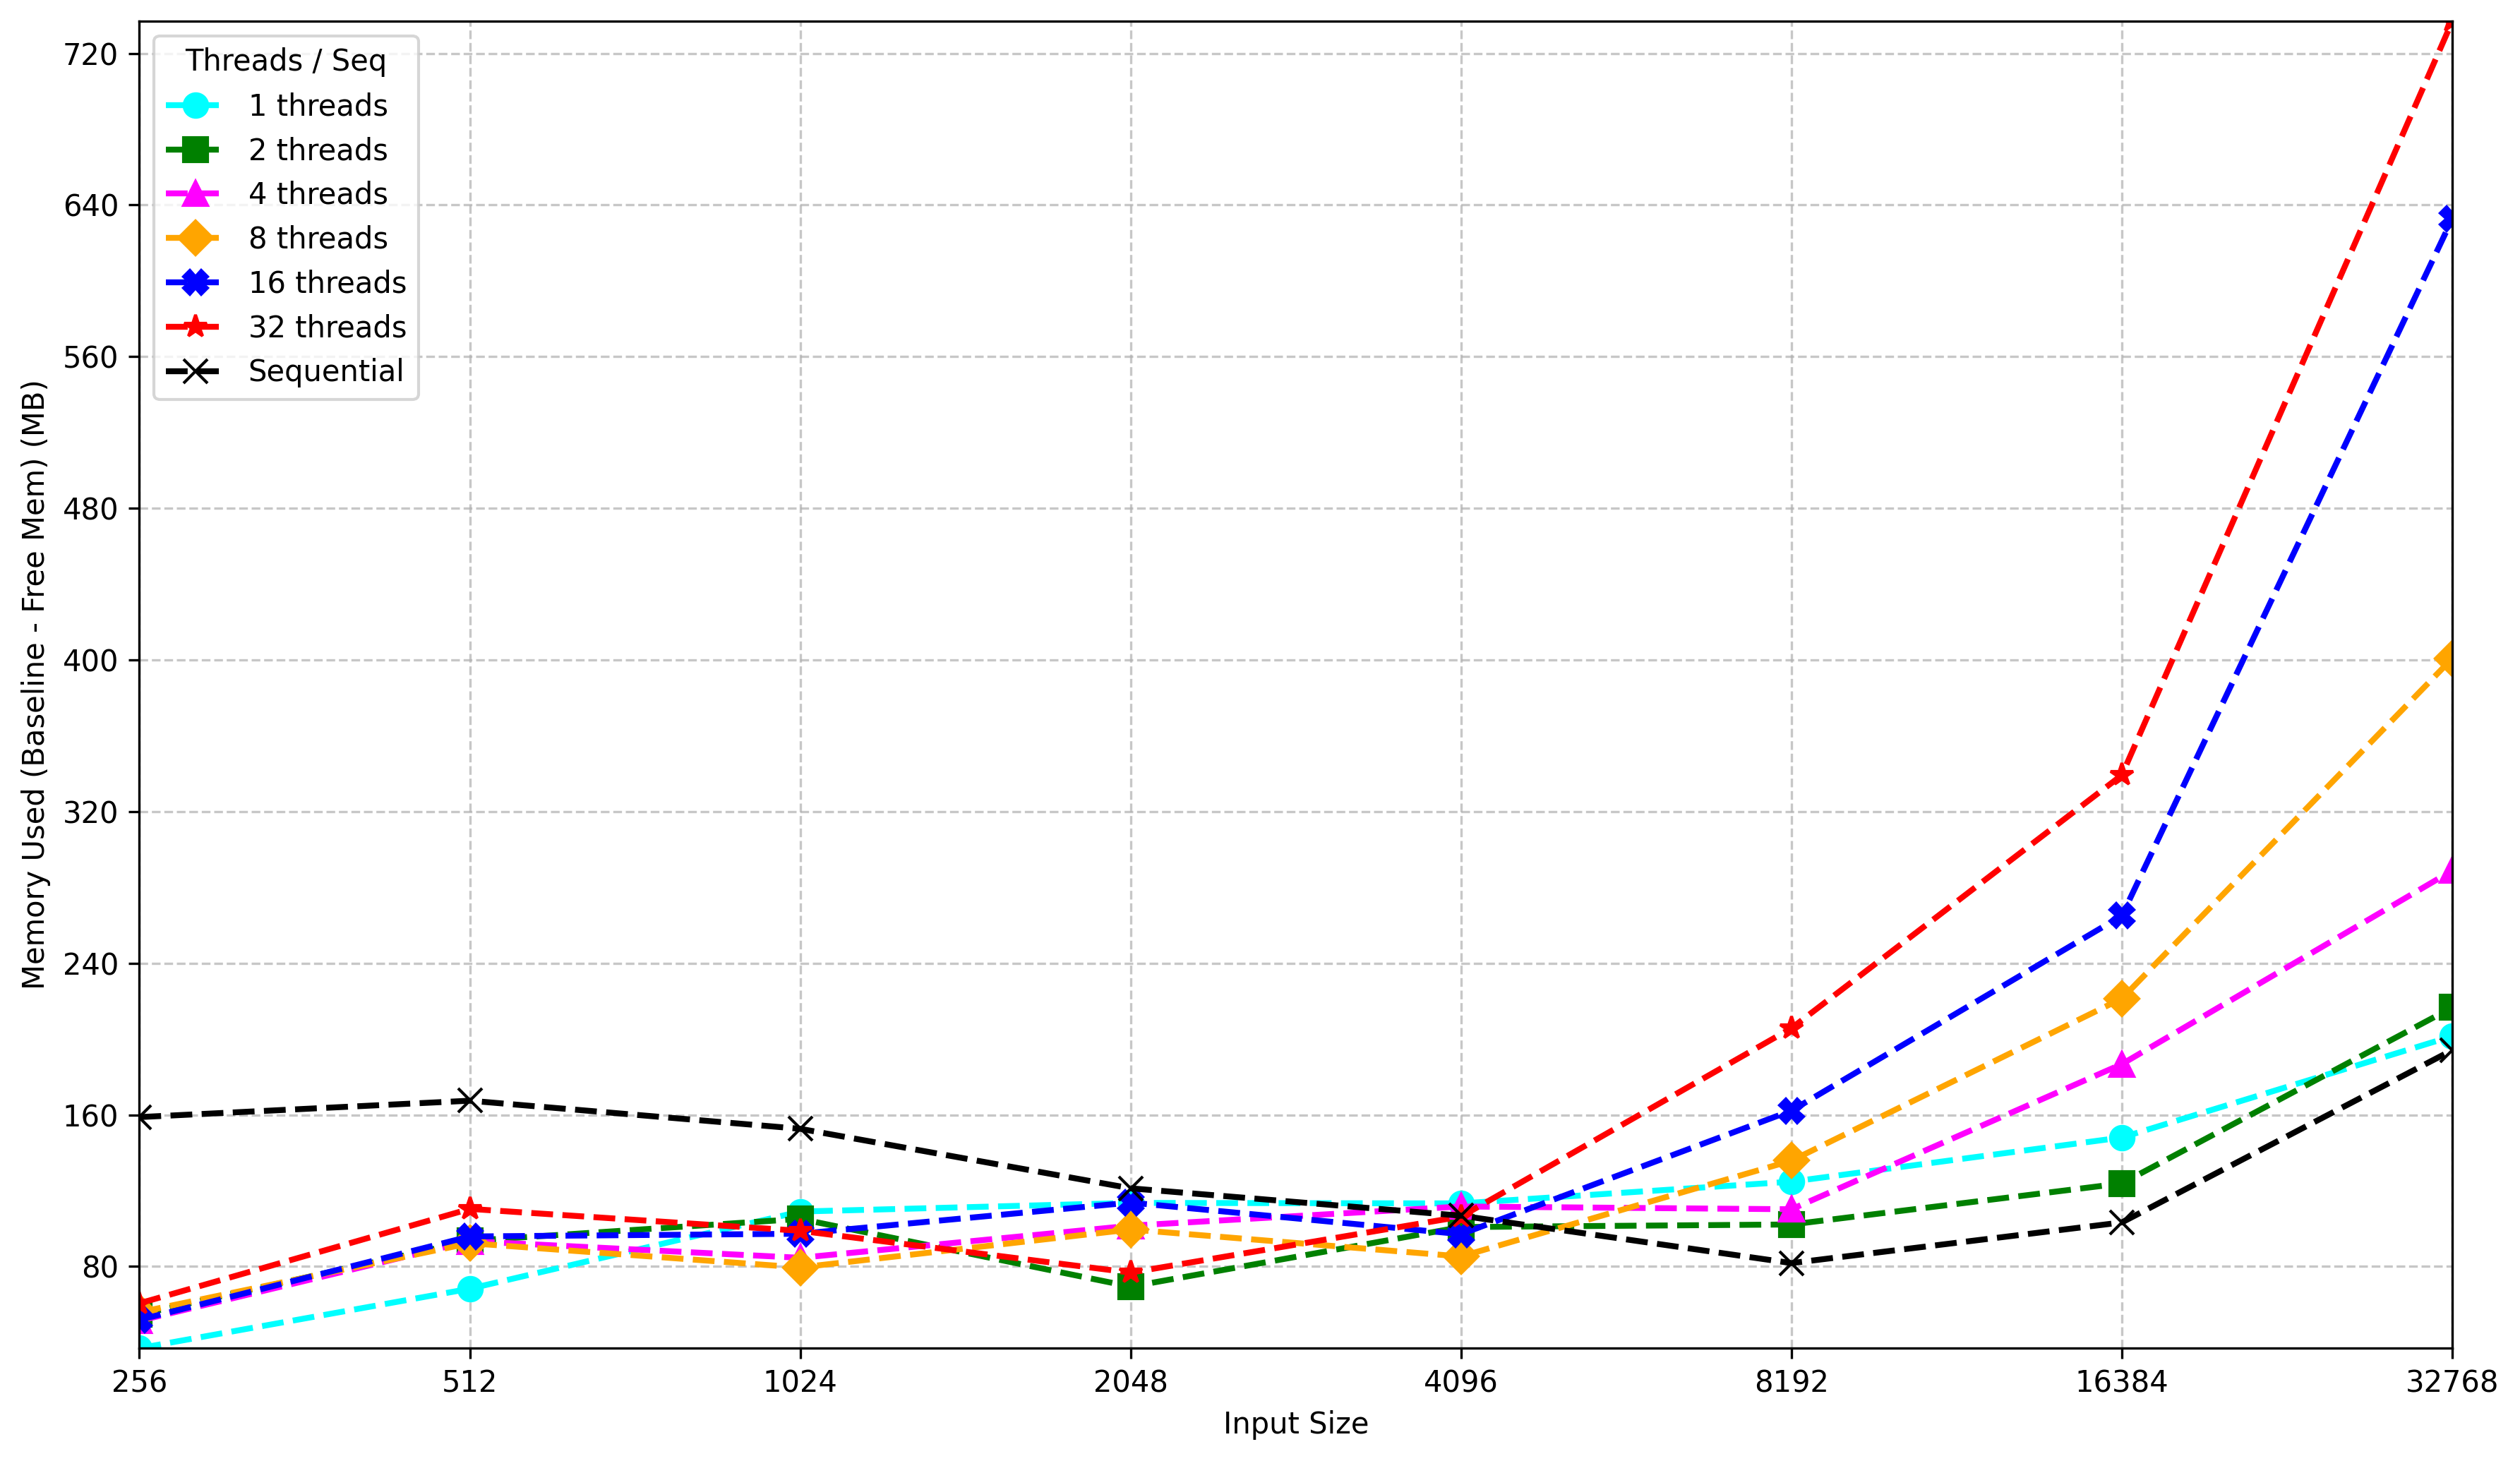 Threads / Seq
1 threads
2 threads
4 threads
8 threads
16 threads
32 threads
Sequential
Memory Used (Baseline - Free Mem) (MB)
720
640
560
480
400
320
240
160
80
256 512 1024 2048 4096 8192 16384 32768
Input Size